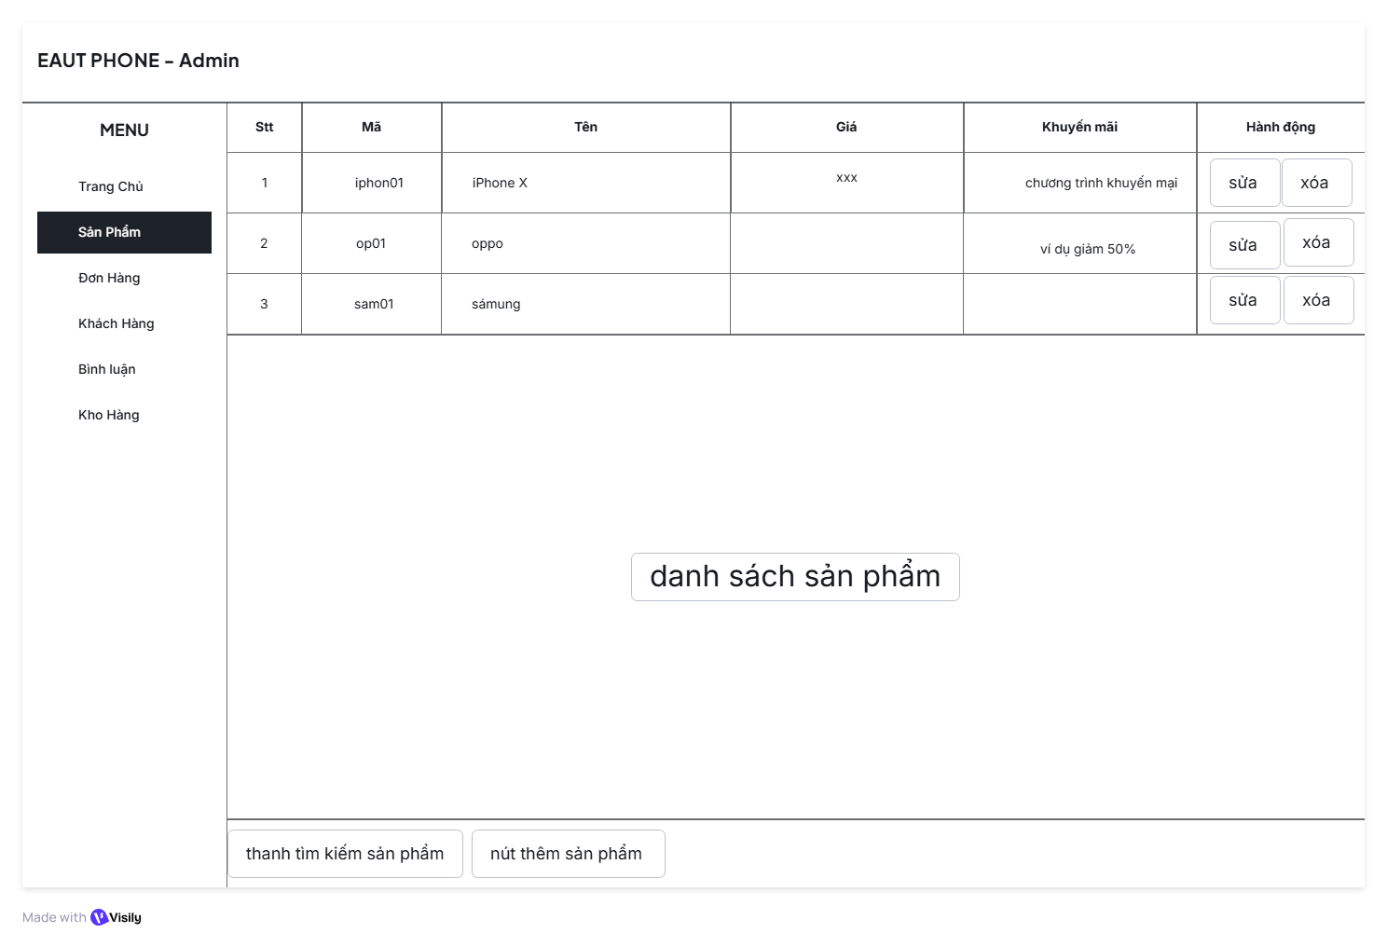 EAUT PHONE – Admin
MENU
Trang Chủ
Sản Phẩm
Đơn Hàng
Khách Hàng
Bình luận
Kho Hàng
Stt Mã Tên Giá Khuyến mãi Hành động
1 iphon01 iPhone X xxx chương trình khuyến mại sửa xóa
2 op01 oppo ví dụ giảm 50% sửa xóa
3 sam01 sámung sửa xóa
danh sách sản phẩm
thanh tìm kiếm sản phẩm nút thêm sản phẩm
Made with Visily